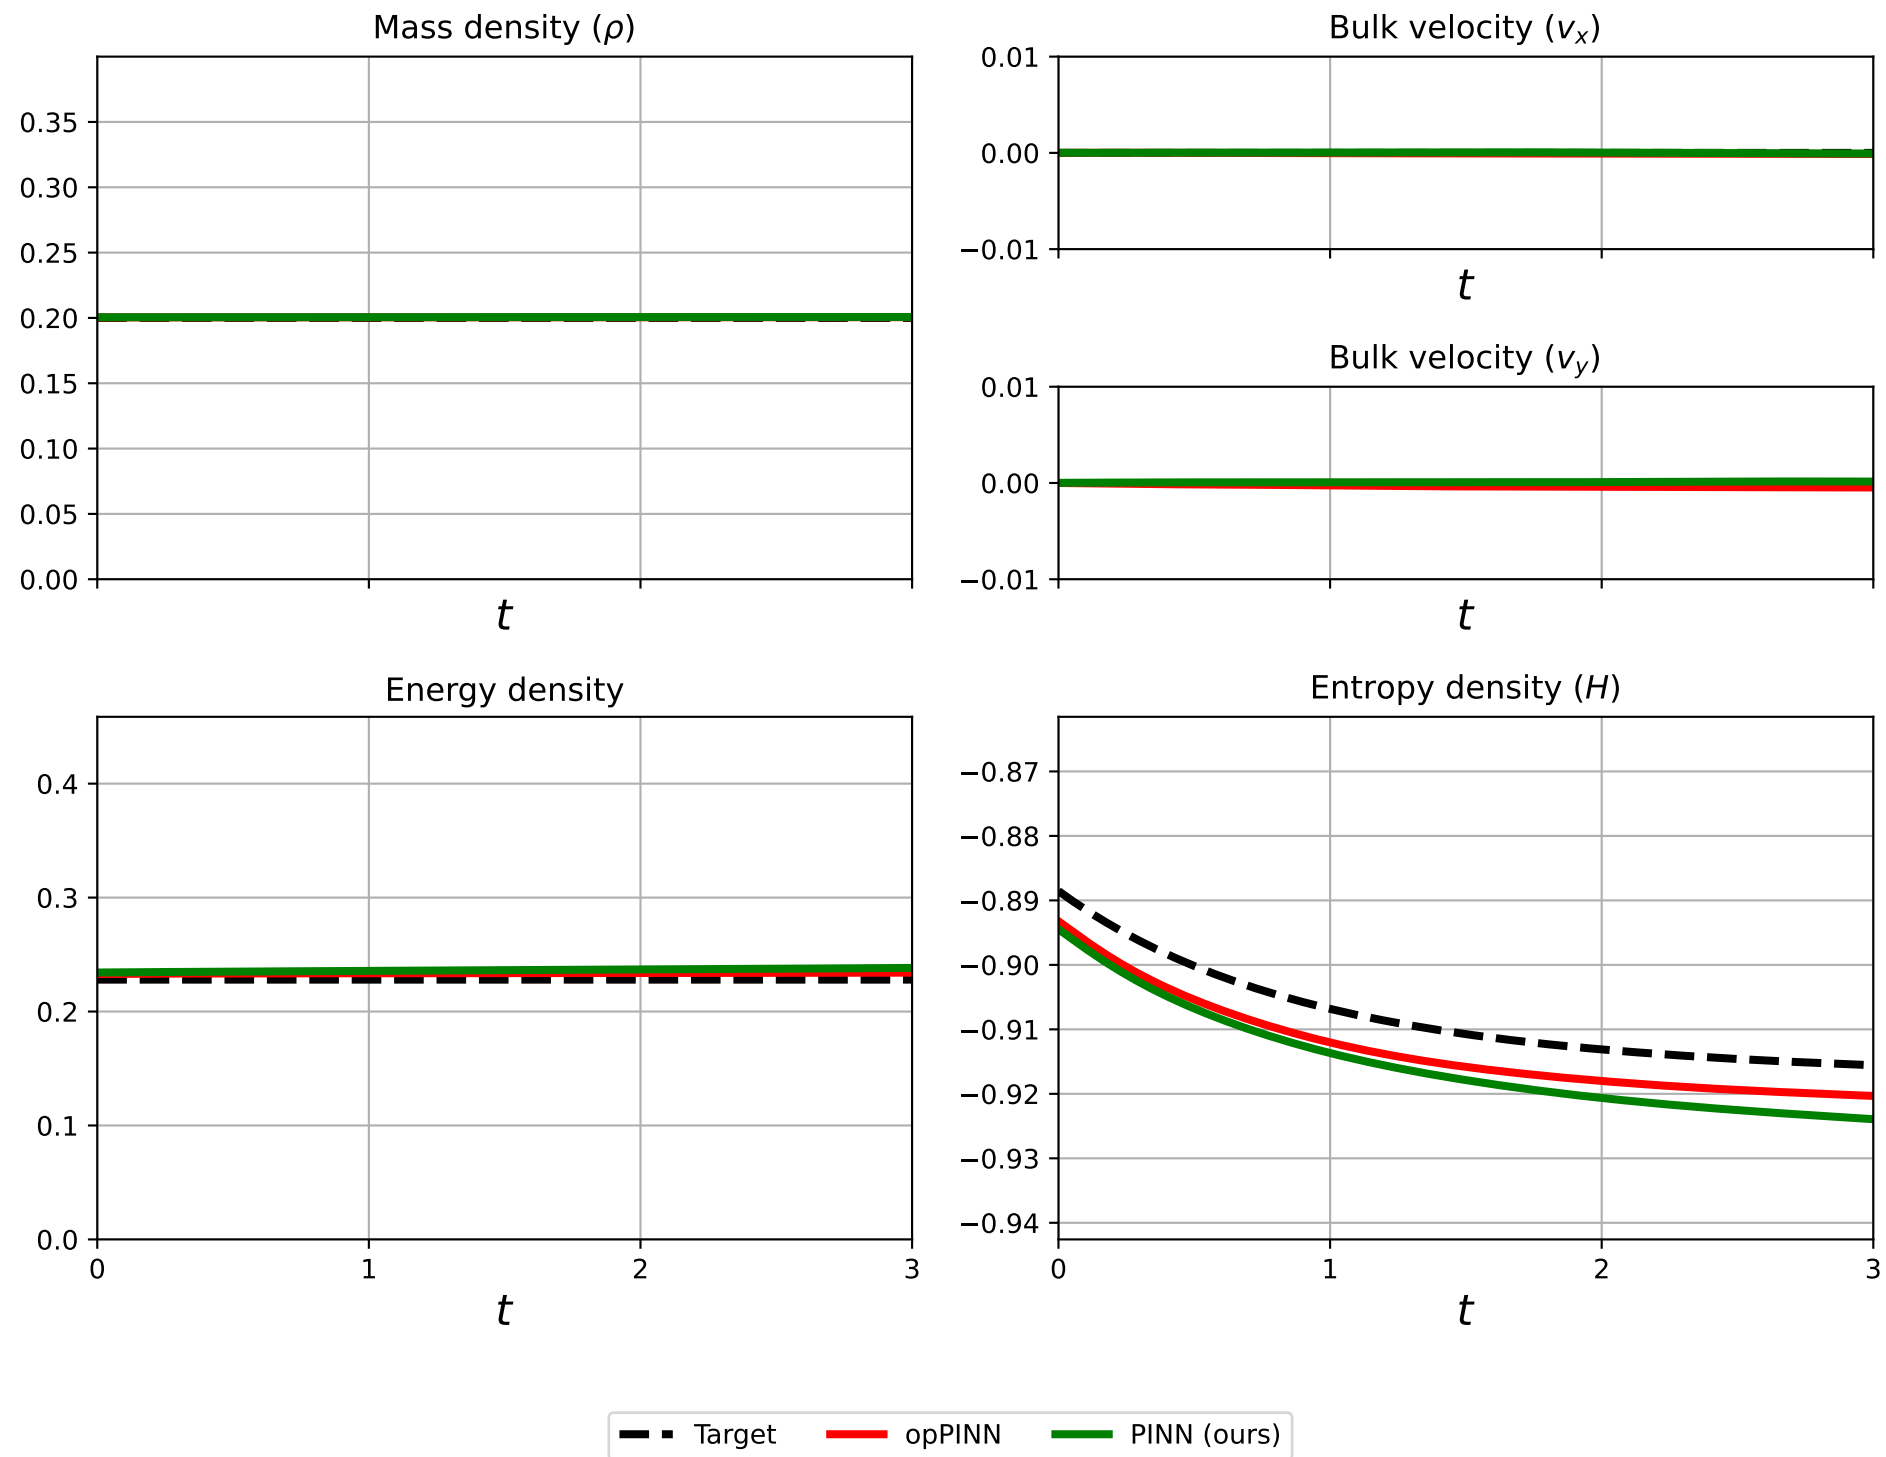 Mass density (ρ)
0.35
0.30
0.25
0.20
0.15
0.10
0.05
0.00
t
Bulk velocity (vₓ)
0.01
0.00
−0.01
t
Bulk velocity (v_y)
0.01
0.00
−0.01
t
Energy density
0.4
0.3
0.2
0.1
0.0
0 1 2 3
t
Entropy density (H)
−0.87
−0.88
−0.89
−0.90
−0.91
−0.92
−0.93
−0.94
0 1 2 3
t
Target opPINN PINN (ours)